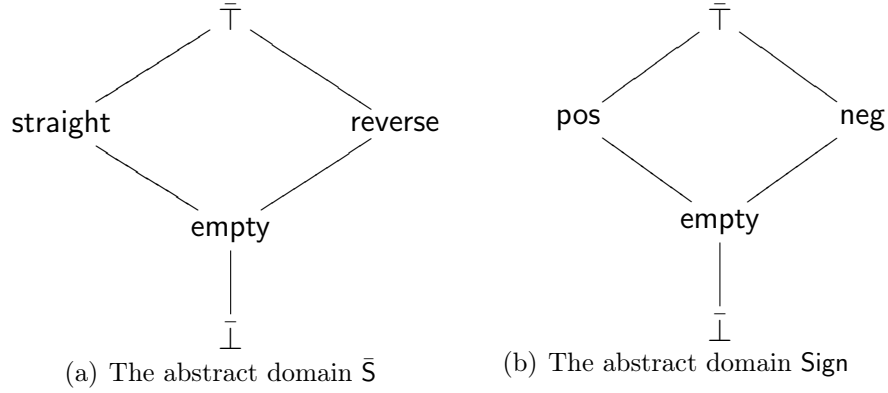 ⊤̄ ⊤̄
straight reverse pos neg
empty empty
⊥̄ ⊥̄
(a) The abstract domain S̄ (b) The abstract domain Sign